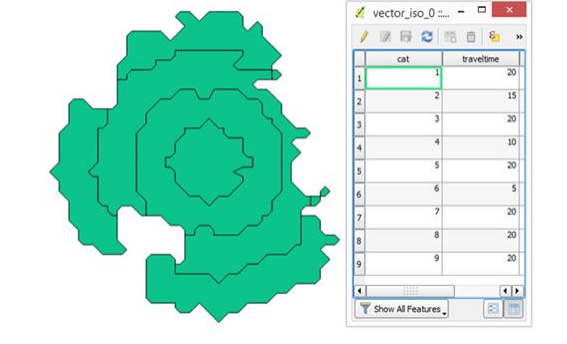 vector_iso_0 ::...
cat traveltime
1 1 20
2 2 15
3 3 20
4 4 10
5 5 20
6 6 5
7 7 20
8 8 20
9 9 20
Show All Features